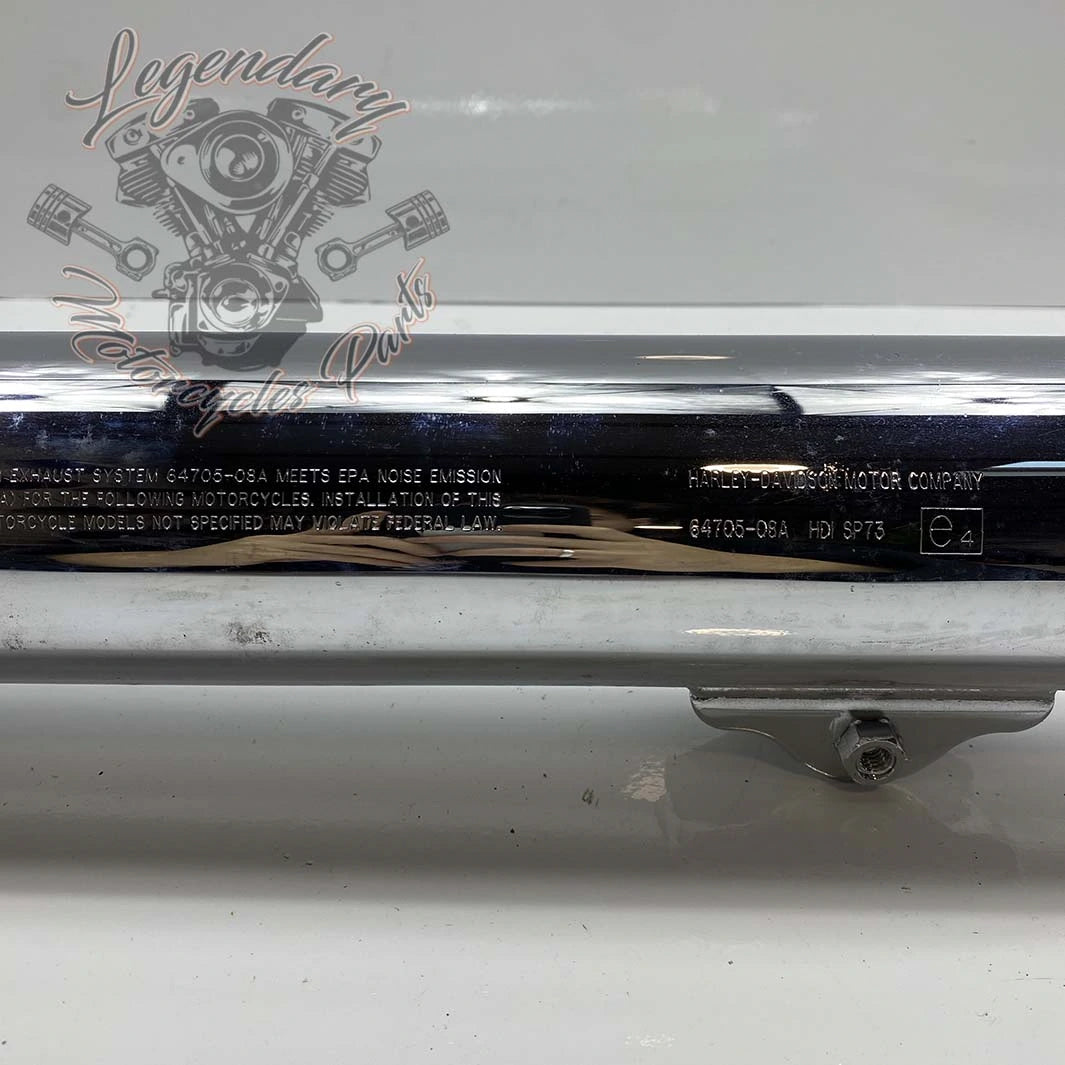 Legendary
Motorcycles Parts
EXHAUST SYSTEM 64705-08A MEETS EPA NOISE EMISSION
FOR THE FOLLOWING MOTORCYCLES. INSTALLATION OF THIS
TORCYCLE MODELS NOT SPECIFIED MAY VIOLATE FEDERAL LAW.
HARLEY-DAVIDSON MOTOR COMPANY
64705-08A HDI SP73
e4